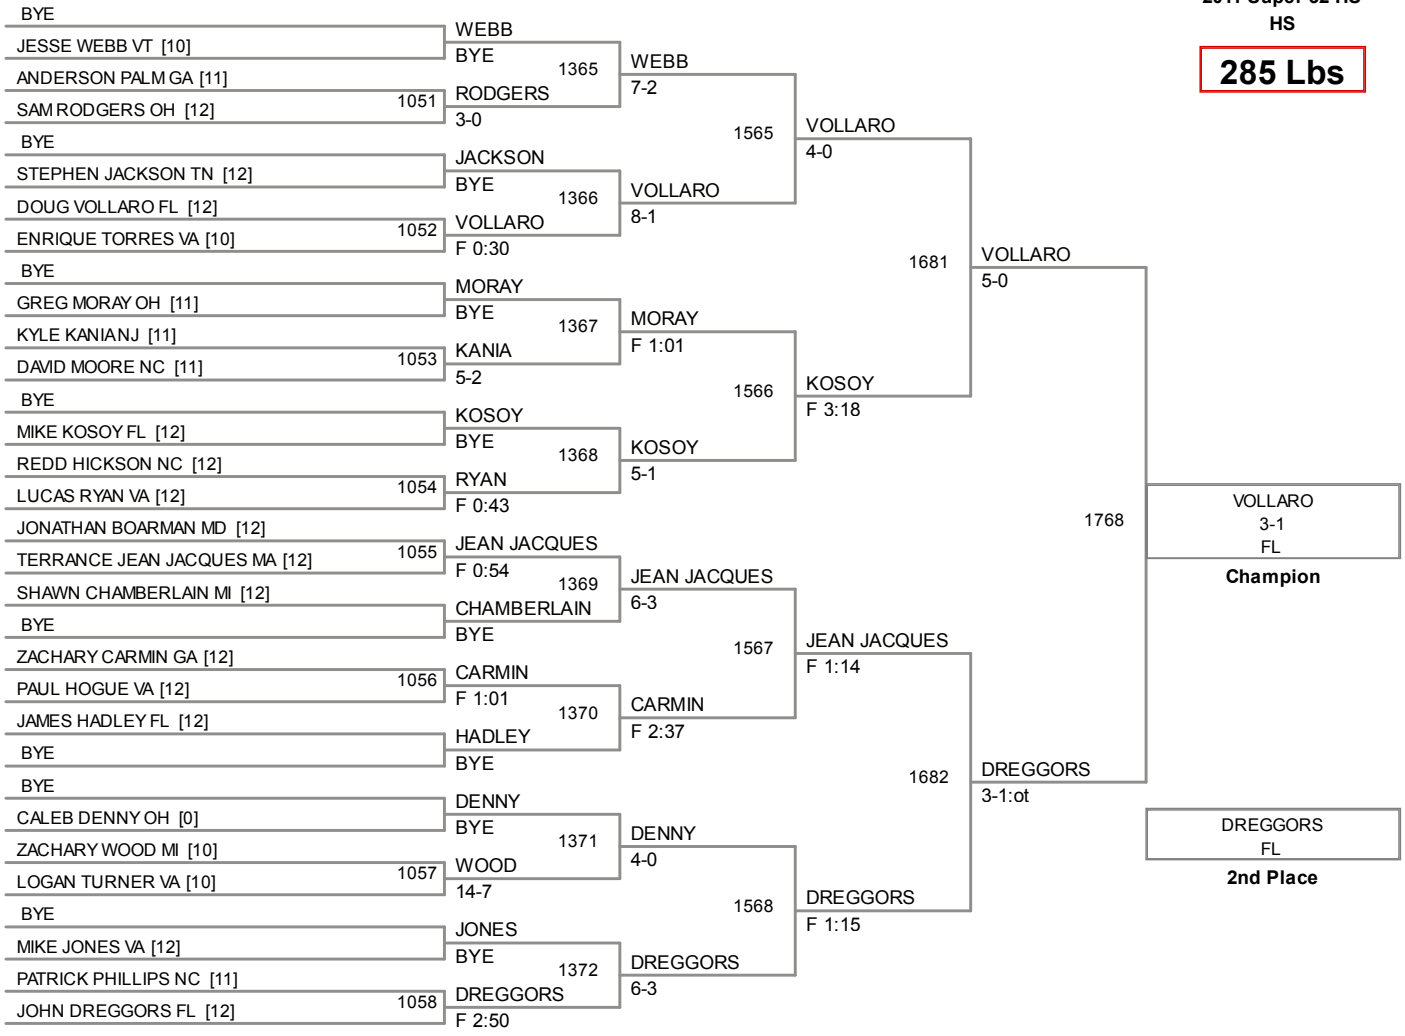 BYE
JESSE WEBB VT [10]
ANDERSON PALM GA [11]
SAM RODGERS OH [12]
BYE
STEPHEN JACKSON TN [12]
DOUG VOLLARO FL [12]
ENRIQUE TORRES VA [10]
BYE
GREG MORAY OH [11]
KYLE KANIA NJ [11]
DAVID MOORE NC [11]
BYE
MIKE KOSOY FL [12]
REDD HICKSON NC [12]
LUCAS RYAN VA [12]
JONATHAN BOARMAN MD [12]
TERRANCE JEAN JACQUES MA [12]
SHAWN CHAMBERLAIN MI [12]
BYE
ZACHARY CARMIN GA [12]
PAUL HOGUE VA [12]
JAMES HADLEY FL [12]
BYE
BYE
CALEB DENNY OH [0]
ZACHARY WOOD MI [10]
LOGAN TURNER VA [10]
BYE
MIKE JONES VA [12]
PATRICK PHILLIPS NC [11]
JOHN DREGGORS FL [12]
1051
1052
1053
1054
1055
1056
1057
1058
WEBB
BYE
RODGERS
3-0
JACKSON
BYE
VOLLARO
F 0:30
MORAY
BYE
KANIA
5-2
KOSOY
BYE
RYAN
F 0:43
JEAN JACQUES
F 0:54
CHAMBERLAIN
BYE
CARMIN
F 1:01
HADLEY
BYE
DENNY
BYE
WOOD
14-7
JONES
BYE
DREGGORS
F 2:50
1365
1366
1367
1368
1369
1370
1371
1372
WEBB
7-2
VOLLARO
8-1
MORAY
F 1:01
KOSOY
5-1
JEAN JACQUES
6-3
CARMIN
F 2:37
DENNY
4-0
DREGGORS
6-3
1565
1566
1567
1568
VOLLARO
4-0
KOSOY
F 3:18
JEAN JACQUES
F 1:14
DREGGORS
F 1:15
1681
1682
VOLLARO
5-0
DREGGORS
3-1:ot
1768
HS
285 Lbs
VOLLARO
3-1
FL
Champion
DREGGORS
FL
2nd Place